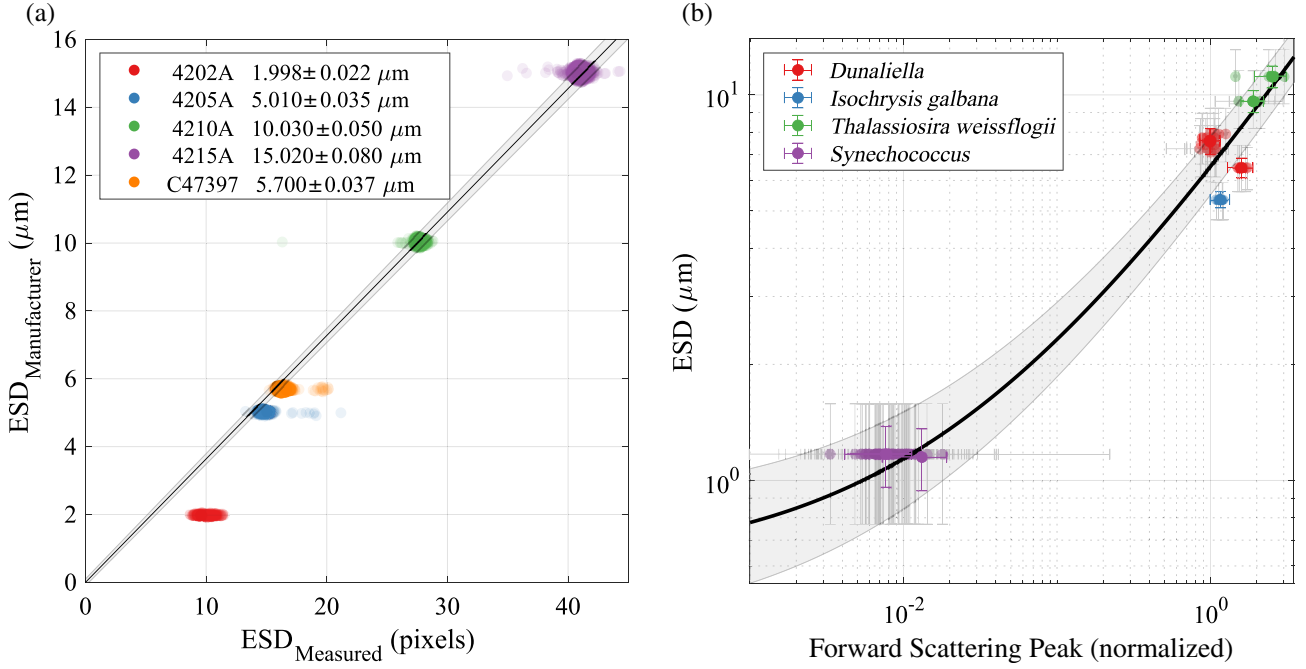 (a)
16
14
12
10
8
6
4
2
0
0
10
20
30
40
ESD_Manufacturer (μm)
ESD_Measured (pixels)
4202A 1.998±0.022 μm
4205A 5.010±0.035 μm
4210A 10.030±0.050 μm
4215A 15.020±0.080 μm
C47397 5.700±0.037 μm
(b)
10^1
10^0
10^-2
10^0
ESD (μm)
Forward Scattering Peak (normalized)
Dunaliella
Isochrysis galbana
Thalassiosira weissflogii
Synechococcus